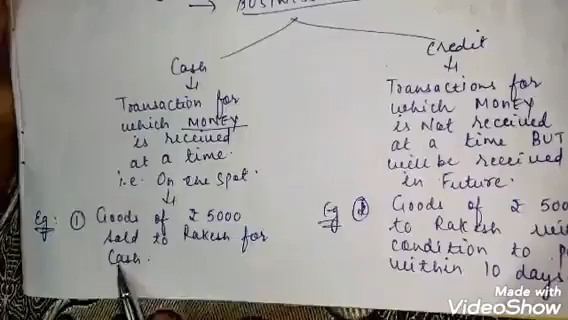 → BUSINESS
Cash
Transaction for
which MONEY
is received
at a time.
i.e. On the Spot.
Eg: ① Goods of ₹ 5000
sold to Rakesh for
Cash.
Credit
Transactions for
which MONEY
is Not received
at a time BUT
will be received
in Future.
Eg ② Goods of ₹ 500
to Rakesh
condition to
within 10 days
Made with
VideoShow